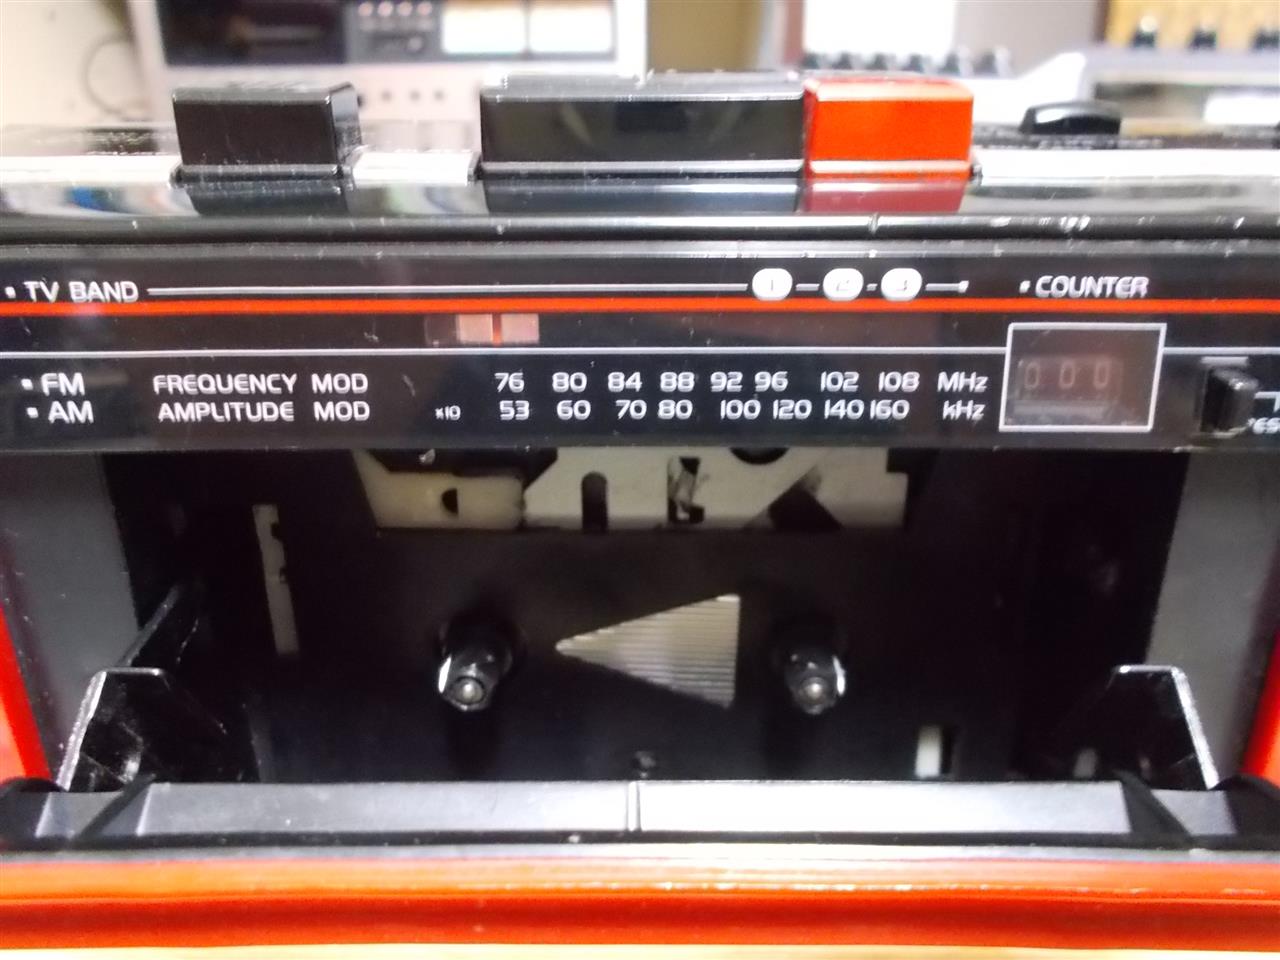 TV BAND 1 2 3 COUNTER
FM FREQUENCY MOD 76 80 84 88 92 96 102 108 MHz
AM AMPLITUDE MOD x10 53 60 70 80 100 120 140 160 kHz
000